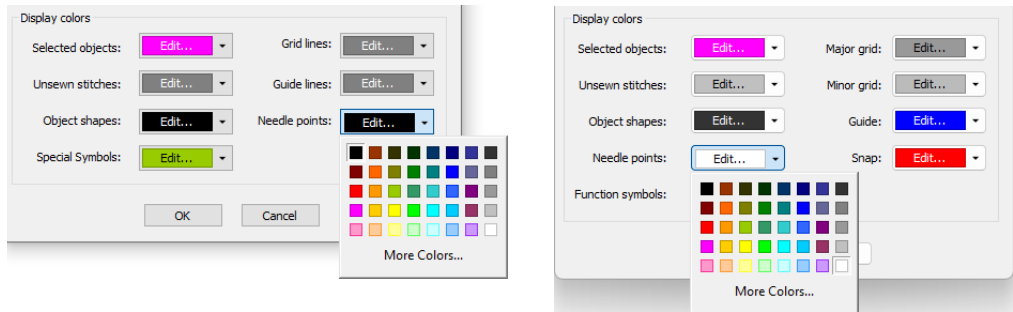 Display colors
Selected objects: Edit... Grid lines: Edit...
Unsewn stitches: Edit... Guide lines: Edit...
Object shapes: Edit... Needle points: Edit...
Special Symbols: Edit...
OK Cancel
More Colors...
Display colors
Selected objects: Edit... Major grid: Edit...
Unsewn stitches: Edit... Minor grid: Edit...
Object shapes: Edit... Guide: Edit...
Needle points: Edit... Snap: Edit...
Function symbols:
More Colors...